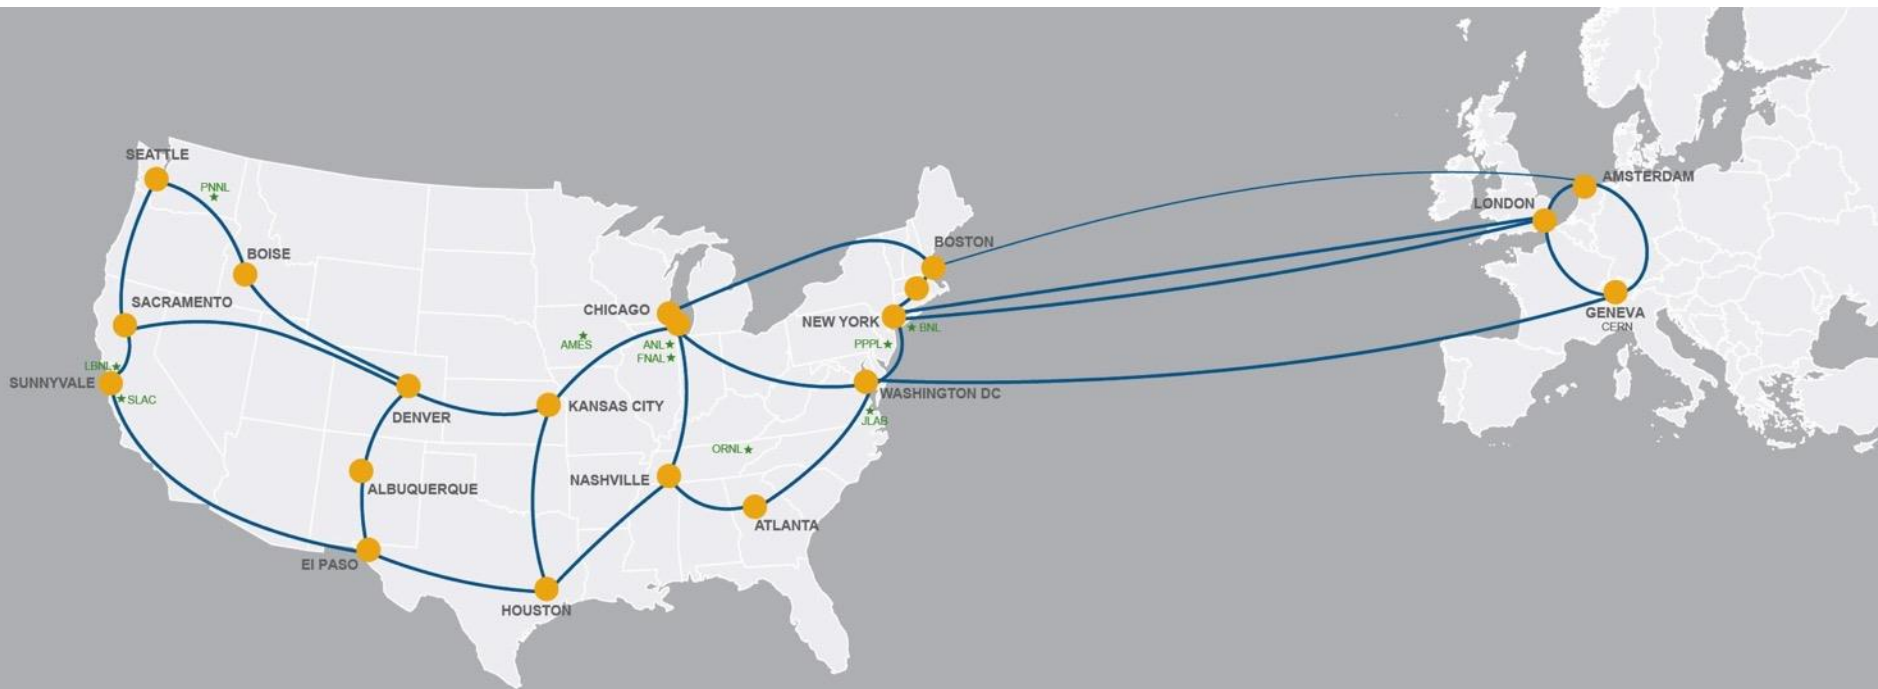 SEATTLE
PNNL
BOISE
SACRAMENTO
LBNL
SUNNYVALE
SLAC
DENVER
ALBUQUERQUE
El PASO
HOUSTON
KANSAS CITY
AMES
CHICAGO
ANL
FNAL
NASHVILLE
ORNL
ATLANTA
BOSTON
NEW YORK
BNL
PPPL
WASHINGTON DC
JLAB
AMSTERDAM
LONDON
GENEVA
CERN